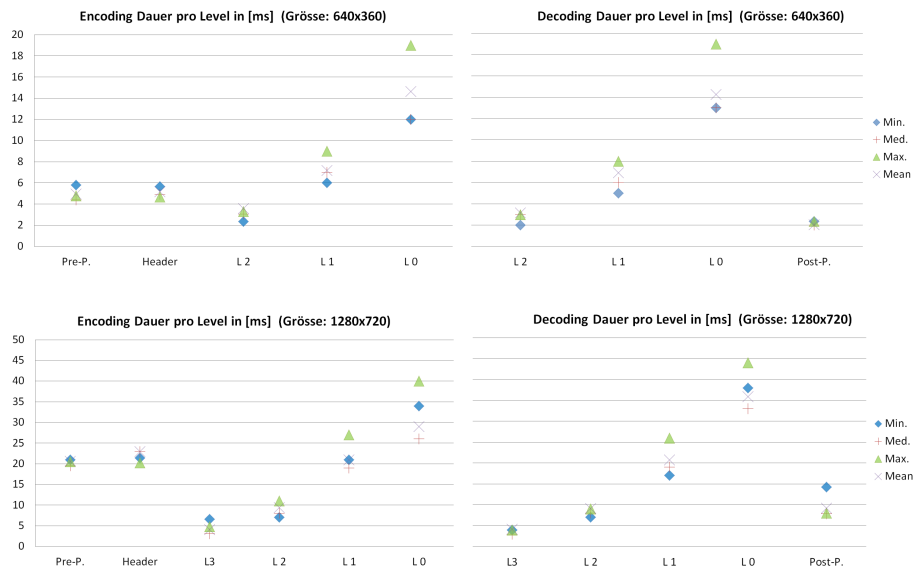 Encoding Dauer pro Level in [ms] (Grösse: 640x360)
20
18
16
14
12
10
8
6
4
2
0
Pre-P. Header L 2 L 1 L 0
Decoding Dauer pro Level in [ms] (Grösse: 640x360)
L 2 L 1 L 0 Post-P.
Min.
Med.
Max.
Mean
Encoding Dauer pro Level in [ms] (Grösse: 1280x720)
50
45
40
35
30
25
20
15
10
5
0
Pre-P. Header L3 L 2 L 1 L 0
Decoding Dauer pro Level in [ms] (Grösse: 1280x720)
L3 L 2 L 1 L 0 Post-P.
Min.
Med.
Max.
Mean